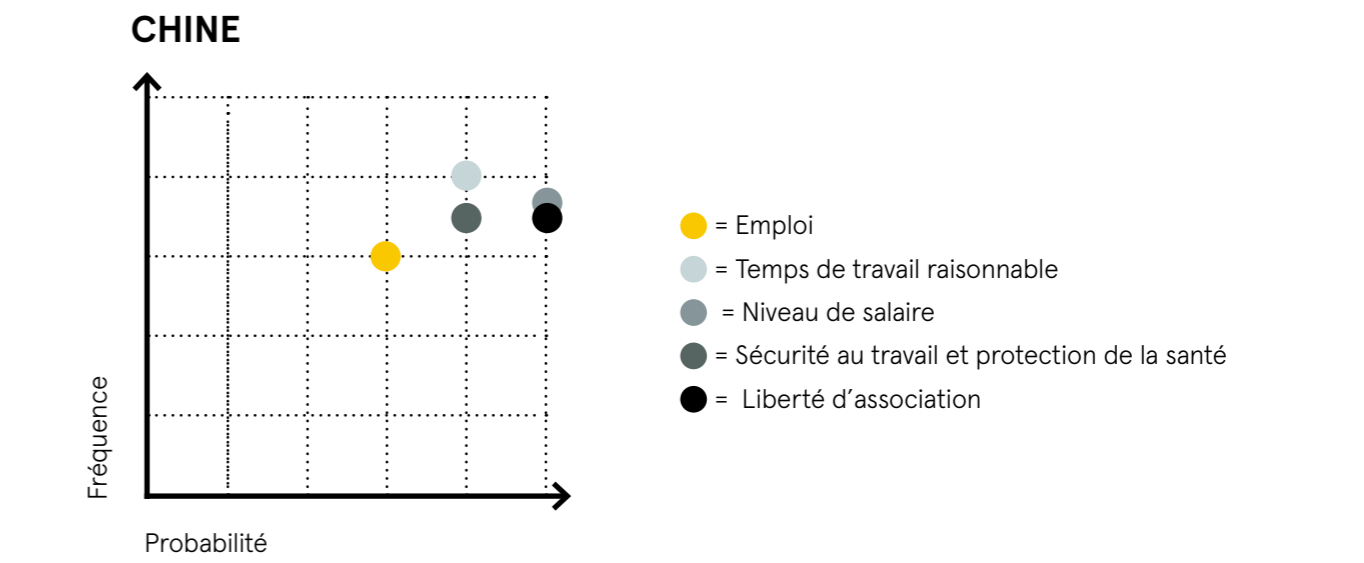 CHINE
= Emploi
= Temps de travail raisonnable
= Niveau de salaire
= Sécurité au travail et protection de la santé
= Liberté d’association
Fréquence
Probabilité